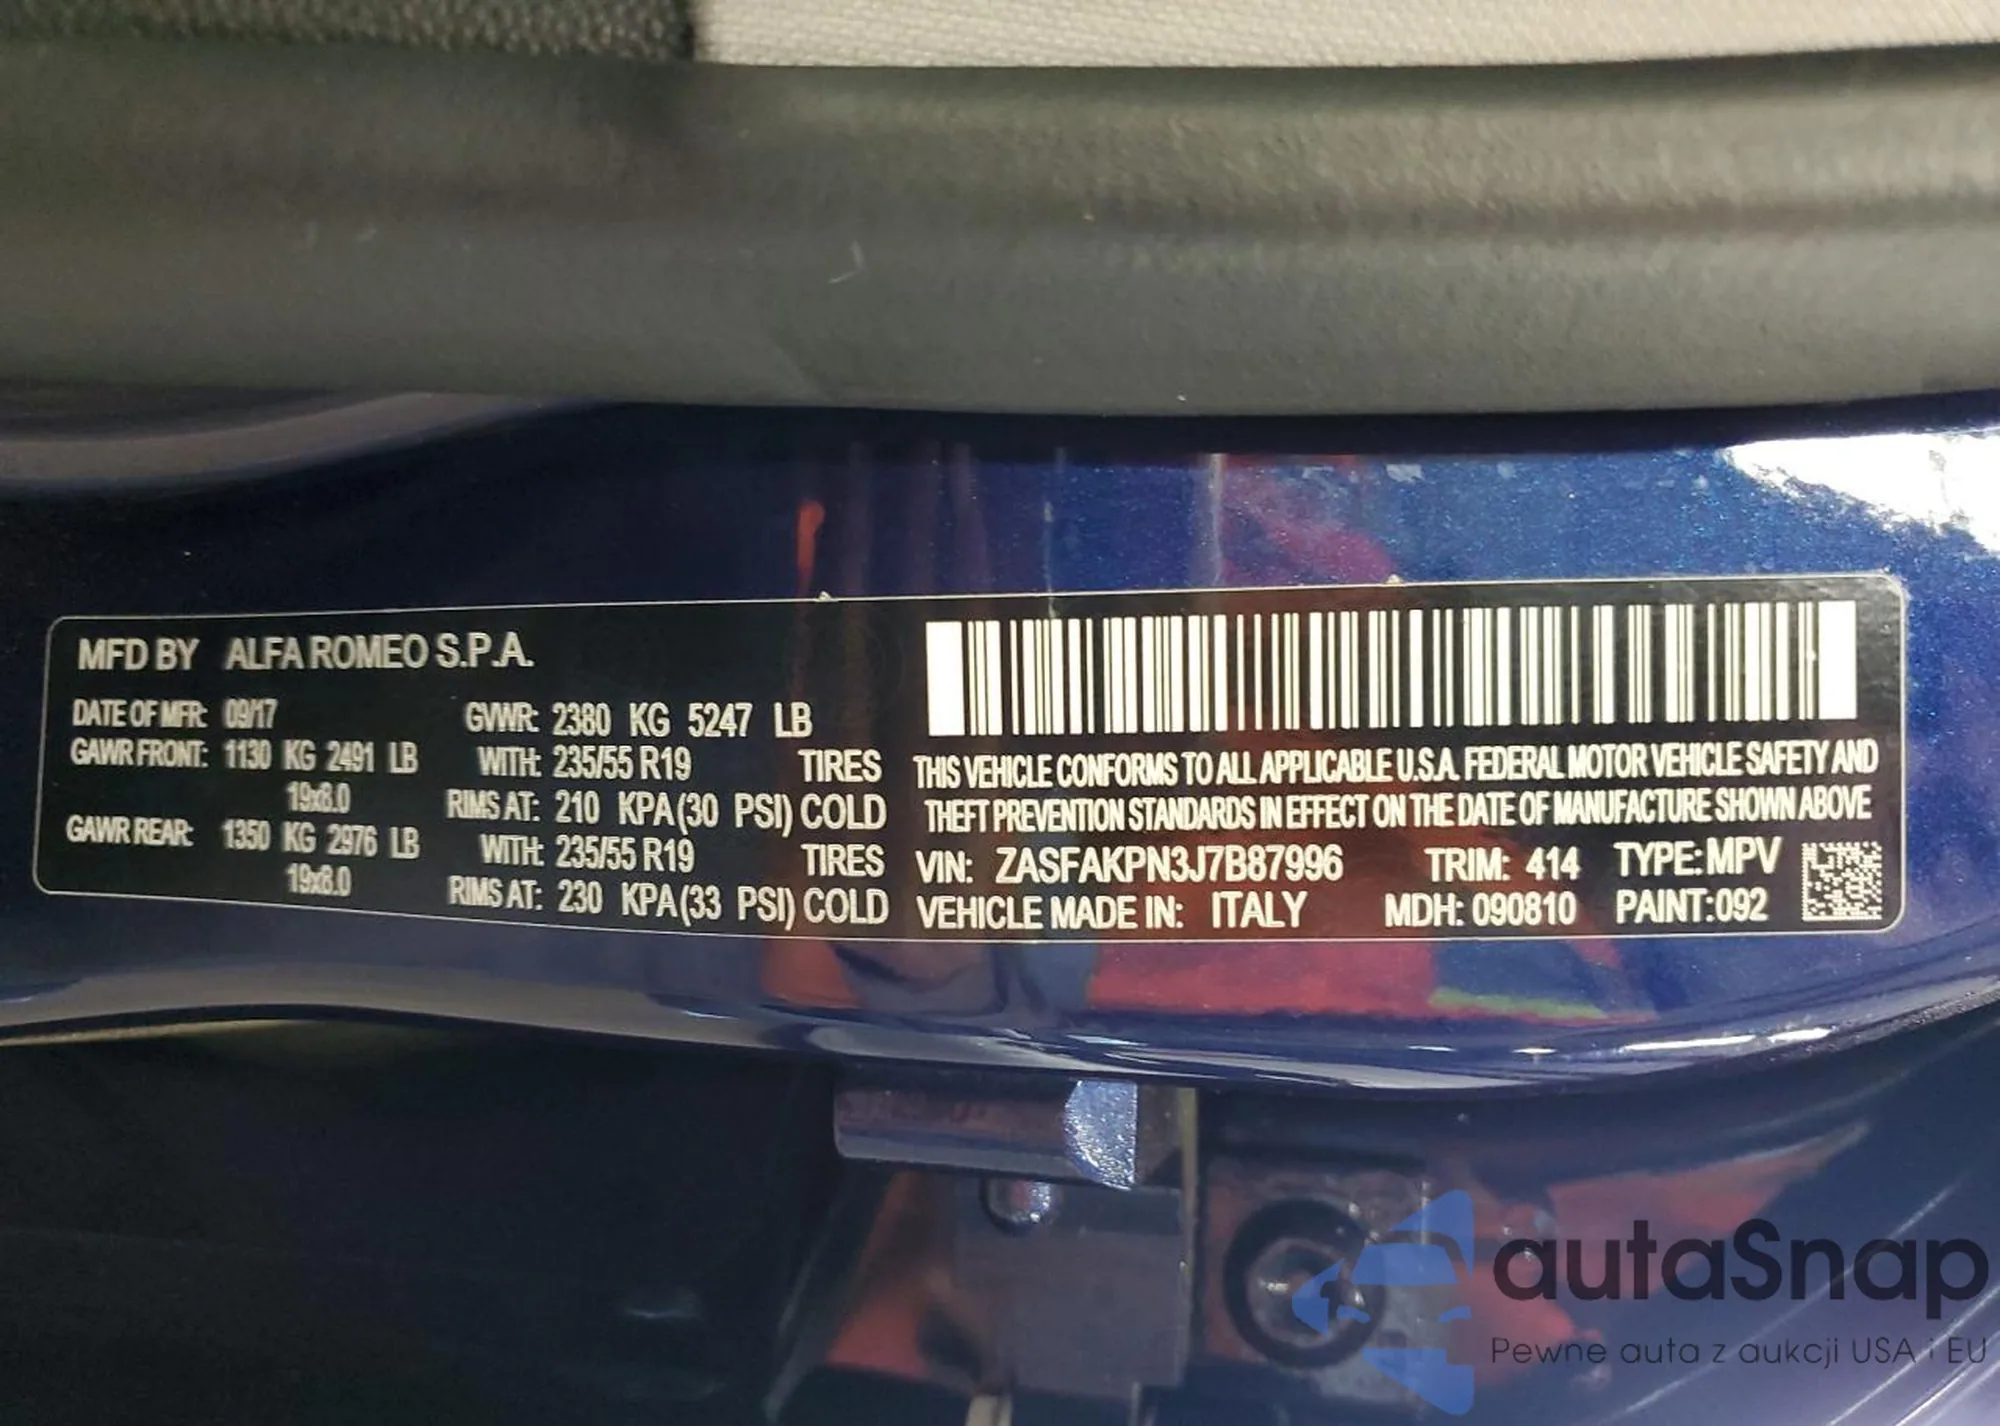 MFD BY ALFA ROMEO S.P.A.
DATE OF MFR: 09/17 GVWR: 2380 KG 5247 LB
GAWR FRONT: 1130 KG 2491 LB WITH: 235/55 R19 TIRES
19x8.0 RIMS AT: 210 KPA (30 PSI) COLD
GAWR REAR: 1350 KG 2976 LB WITH: 235/55 R19 TIRES
19x8.0 RIMS AT: 230 KPA (33 PSI) COLD
THIS VEHICLE CONFORMS TO ALL APPLICABLE U.S.A. FEDERAL MOTOR VEHICLE SAFETY AND
THEFT PREVENTION STANDARDS IN EFFECT ON THE DATE OF MANUFACTURE SHOWN ABOVE
VIN: ZASFAKPN3J7B87996 TRIM: 414 TYPE: MPV
VEHICLE MADE IN: ITALY MDH: 090810 PAINT: 092
autaSnap
Pewne auta z aukcji USA i EU